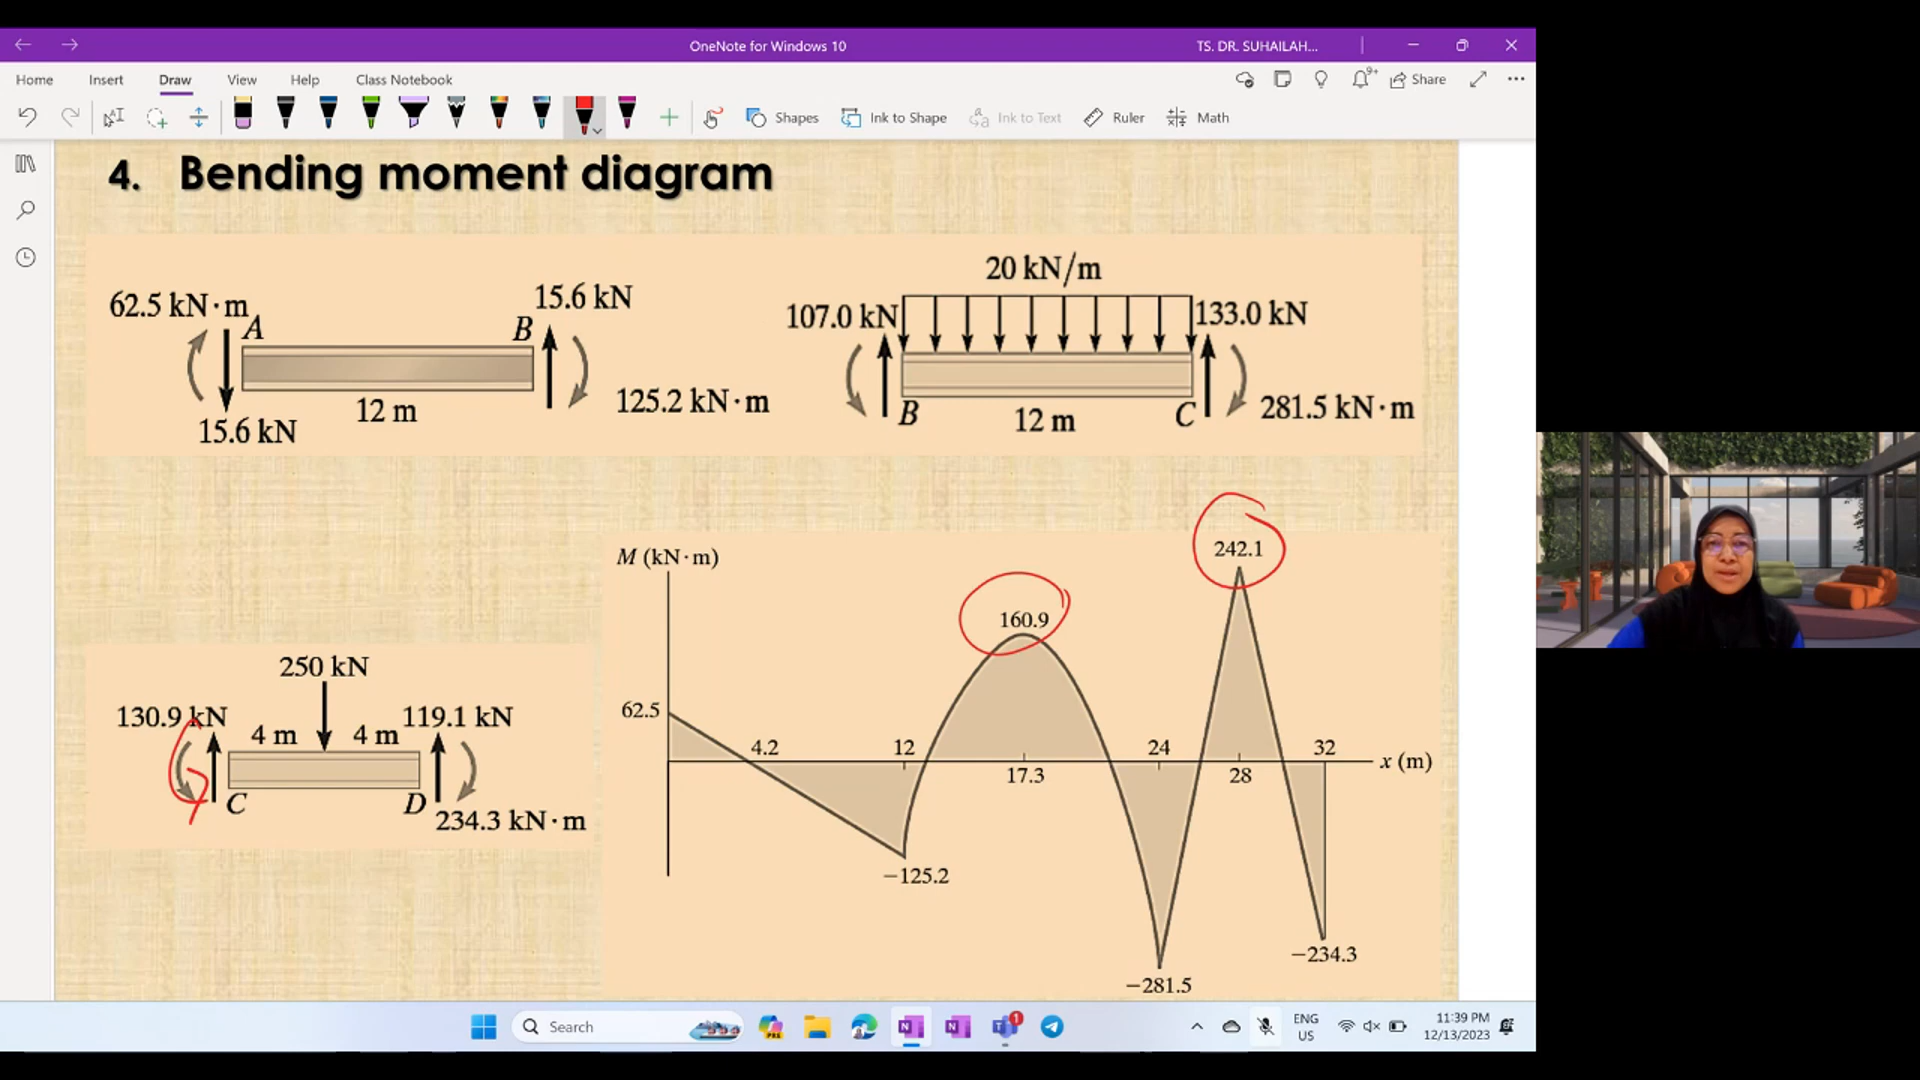 OneNote for Windows 10
TS. DR. SUHAILAH...
Home Insert Draw View Help Class Notebook
9+ Share
Shapes Ink to Shape Ink to Text Ruler Math
4. Bending moment diagram
62.5 kN·m
A
15.6 kN
B
15.6 kN
12 m
125.2 kN·m
20 kN/m
107.0 kN
133.0 kN
B
12 m
C
281.5 kN·m
250 kN
130.9 kN
4 m
4 m
119.1 kN
C
D
234.3 kN·m
M (kN·m)
242.1
160.9
62.5
4.2
12
17.3
24
28
32
x (m)
−125.2
−234.3
−281.5
Search
PRE
N
N
1
ENG
US
11:39 PM
12/13/2023